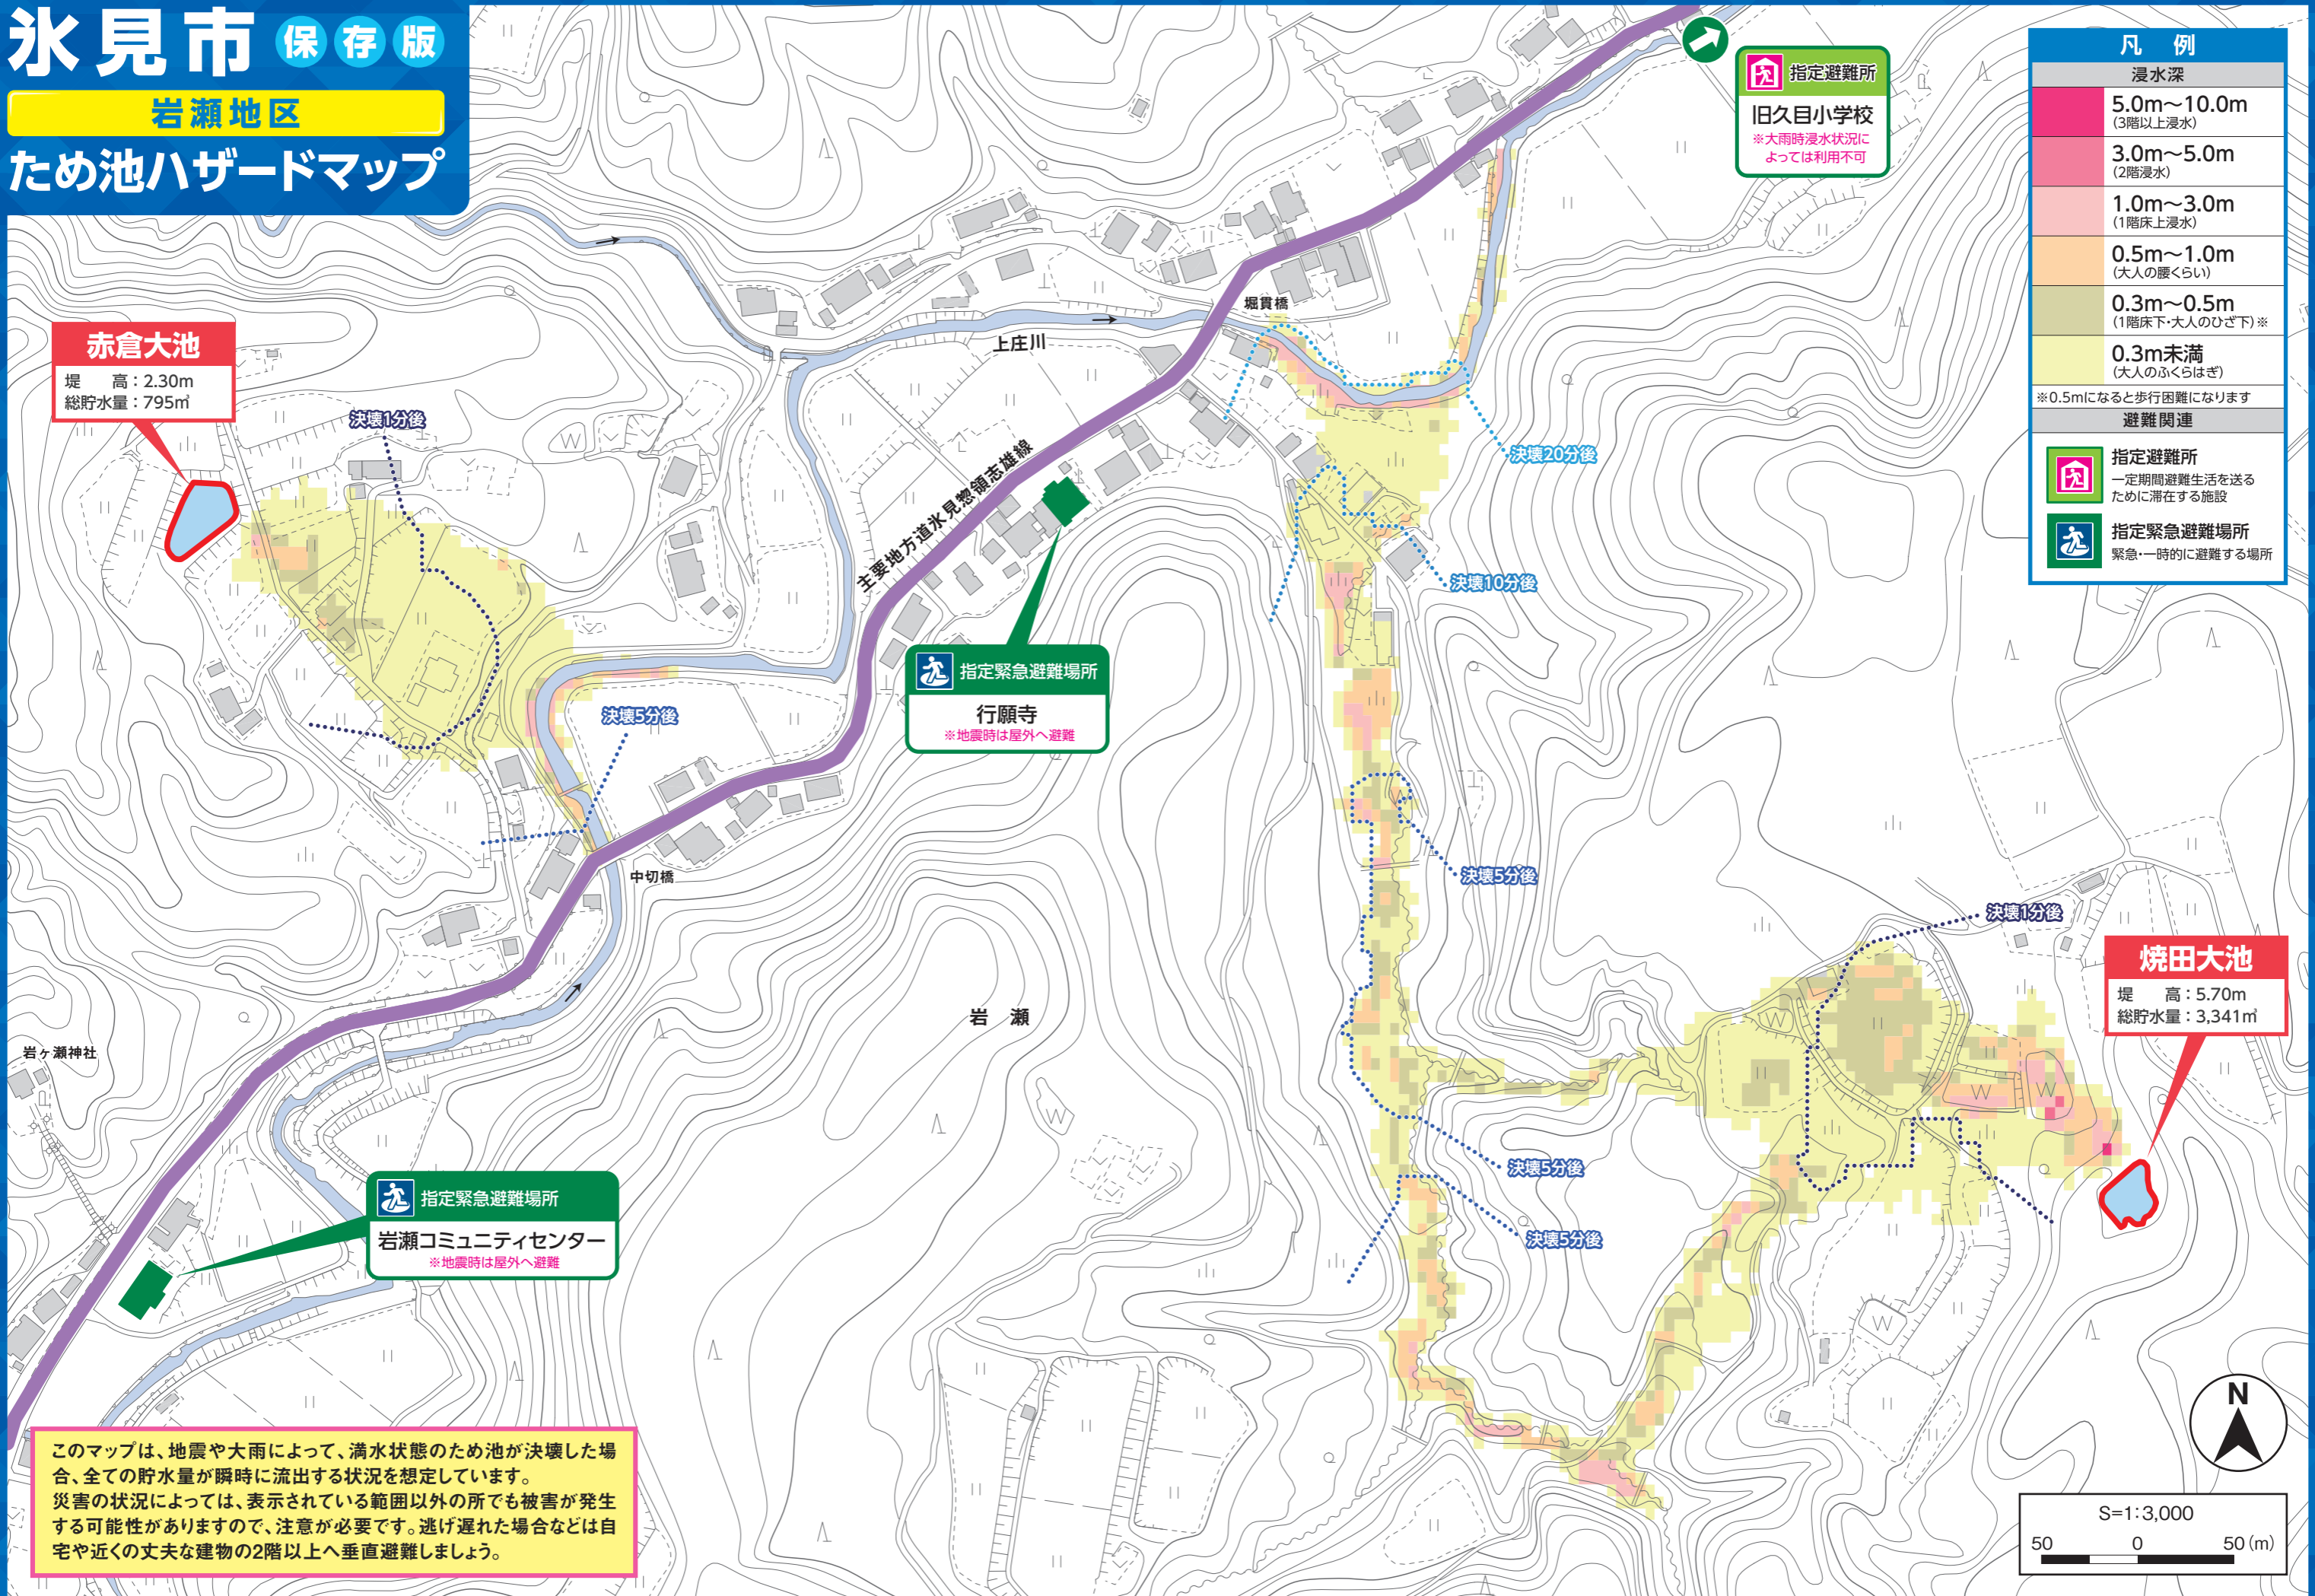 氷見市 保存版
岩瀬地区
ため池ハザードマップ
指定避難所
旧久目小学校
※大雨時浸水状況に
よっては利用不可
凡 例
浸水深
5.0m〜10.0m
(3階以上浸水)
3.0m〜5.0m
(2階浸水)
1.0m〜3.0m
(1階床上浸水)
0.5m〜1.0m
(大人の腰くらい)
0.3m〜0.5m
(1階床下・大人のひざ下)※
0.3m未満
(大人のふくらはぎ)
※0.5mになると歩行困難になります
避難関連
指定避難所
一定期間避難生活を送る
ために滞在する施設
指定緊急避難場所
緊急・一時的に避難する場所
赤倉大池
堤 高：2.30m
総貯水量：795㎥
決壊1分後
上庄川
堀貫橋
主要地方道氷見惣領志雄線
決壊20分後
決壊10分後
指定緊急避難場所
行願寺
※地震時は屋外へ避難
決壊5分後
中切橋
決壊5分後
決壊1分後
焼田大池
堤 高：5.70m
総貯水量：3,341㎥
岩 瀬
岩ヶ瀬神社
決壊5分後
決壊5分後
指定緊急避難場所
岩瀬コミュニティセンター
※地震時は屋外へ避難
このマップは、地震や大雨によって、満水状態のため池が決壊した場
合、全ての貯水量が瞬時に流出する状況を想定しています。
災害の状況によっては、表示されている範囲以外の所でも被害が発生
する可能性がありますので、注意が必要です。逃げ遅れた場合などは自
宅や近くの丈夫な建物の2階以上へ垂直避難しましょう。
N
S=1:3,000
50 0 50(m)